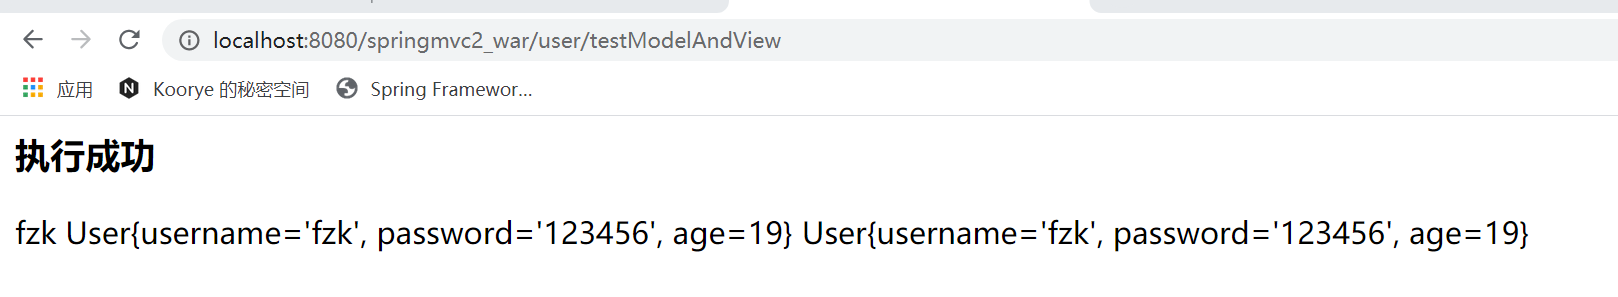 localhost:8080/springmvc2_war/user/testModelAndView
应用 Koorye 的秘密空间 Spring Framewor...
执行成功
fzk User{username='fzk', password='123456', age=19} User{username='fzk', password='123456', age=19}